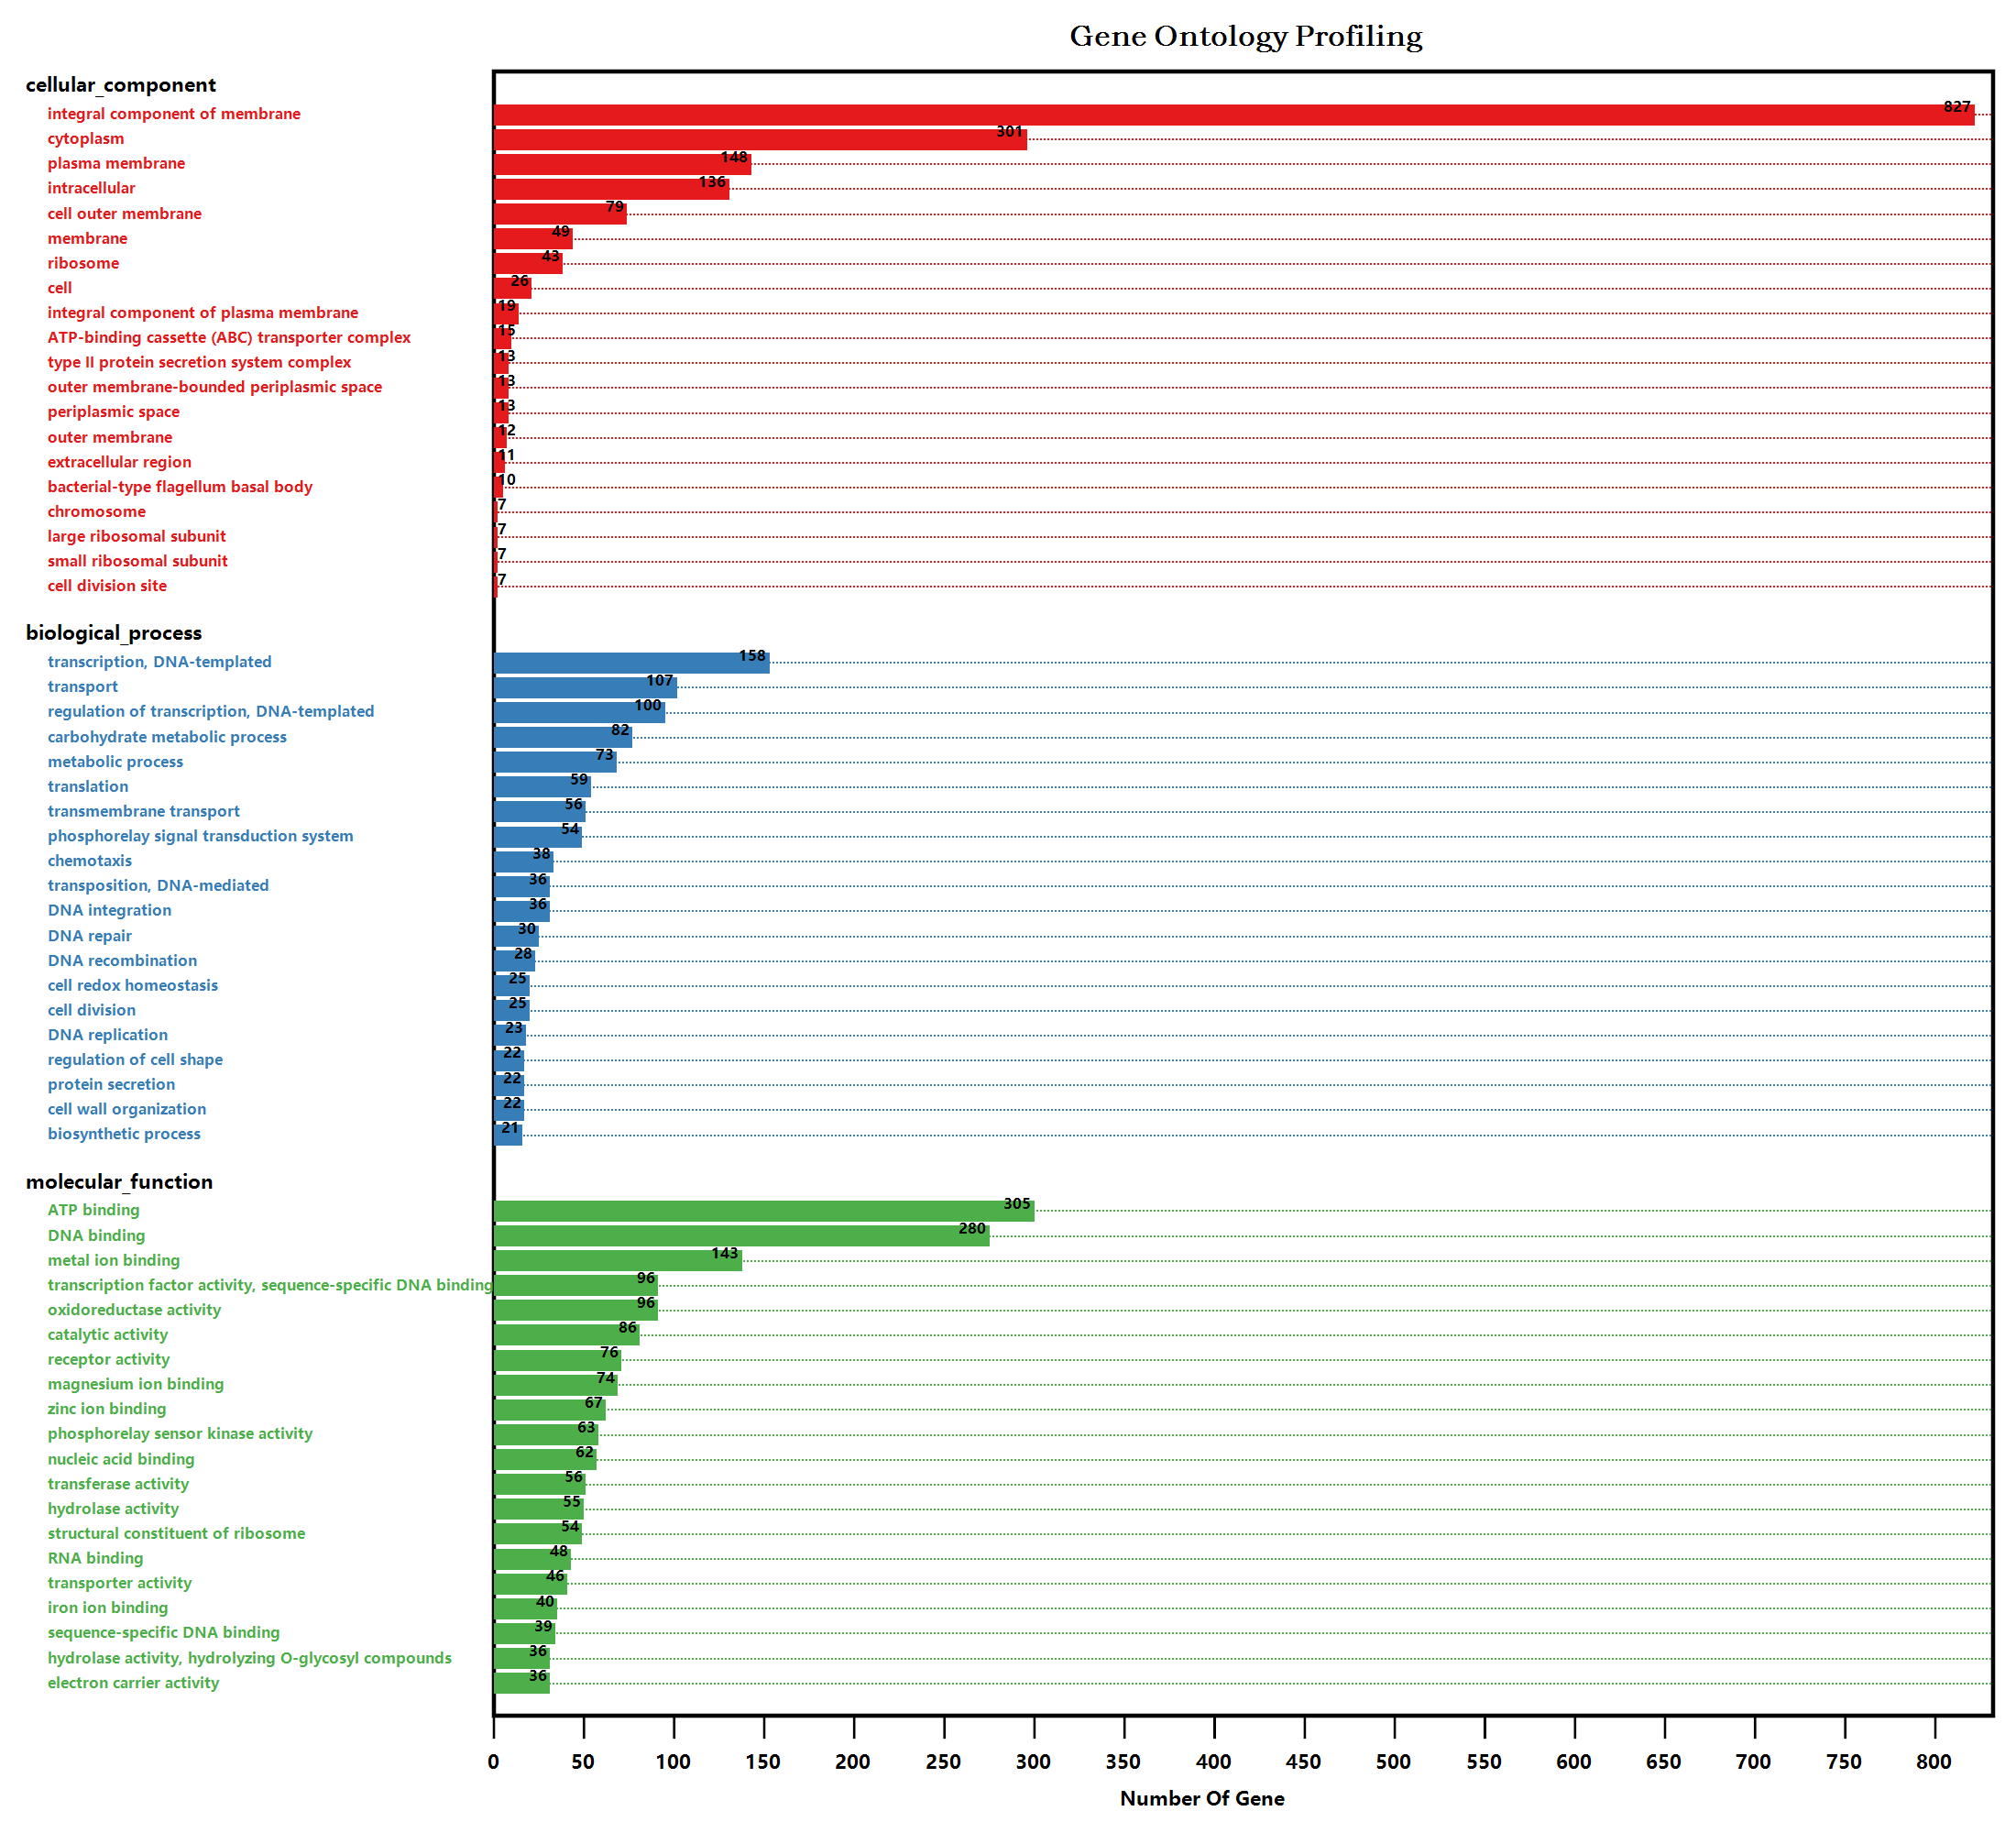 Gene Ontology Profiling
cellular_component
integral component of membrane 827
cytoplasm 301
plasma membrane 148
intracellular 136
cell outer membrane 79
membrane 49
ribosome 43
cell 26
integral component of plasma membrane 19
ATP-binding cassette (ABC) transporter complex 15
type II protein secretion system complex 13
outer membrane-bounded periplasmic space 13
periplasmic space 13
outer membrane 12
extracellular region 11
bacterial-type flagellum basal body 10
chromosome 7
large ribosomal subunit 7
small ribosomal subunit 7
cell division site 7
biological_process
transcription, DNA-templated 158
transport 107
regulation of transcription, DNA-templated 100
carbohydrate metabolic process 82
metabolic process 73
translation 59
transmembrane transport 56
phosphorelay signal transduction system 54
chemotaxis 38
transposition, DNA-mediated 36
DNA integration 36
DNA repair 30
DNA recombination 28
cell redox homeostasis 25
cell division 25
DNA replication 23
regulation of cell shape 22
protein secretion 22
cell wall organization 22
biosynthetic process 21
molecular_function
ATP binding 305
DNA binding 280
metal ion binding 143
transcription factor activity, sequence-specific DNA binding 96
oxidoreductase activity 96
catalytic activity 86
receptor activity 76
magnesium ion binding 74
zinc ion binding 67
phosphorelay sensor kinase activity 63
nucleic acid binding 62
transferase activity 56
hydrolase activity 55
structural constituent of ribosome 54
RNA binding 48
transporter activity 46
iron ion binding 40
sequence-specific DNA binding 39
hydrolase activity, hydrolyzing O-glycosyl compounds 36
electron carrier activity 36
0 50 100 150 200 250 300 350 400 450 500 550 600 650 700 750 800
Number Of Gene